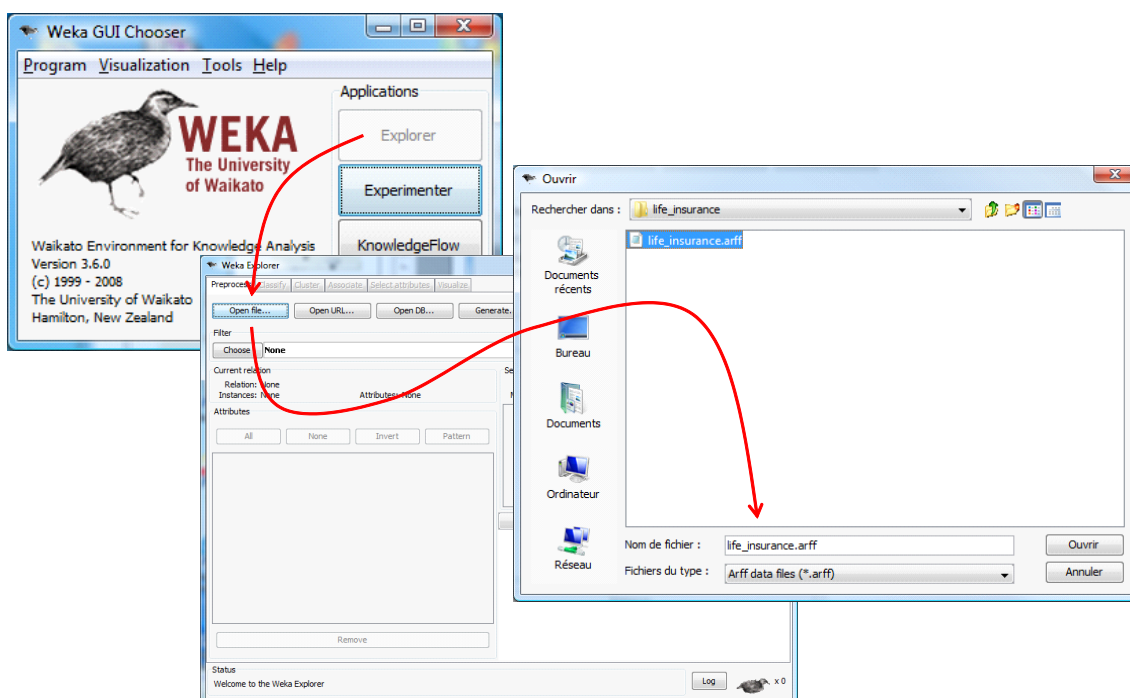 Weka GUI Chooser
Program Visualization Tools Help
Applications
WEKA
The University
of Waikato
Explorer
Experimenter
KnowledgeFlow
Waikato Environment for Knowledge Analysis
Version 3.6.0
(c) 1999 - 2008
The University of Waikato
Hamilton, New Zealand
Weka Explorer
Preprocess Classify Cluster Associate Select attributes Visualize
Open file... Open URL... Open DB... Generate.
Filter
Choose None
Current relation
Relation: None
Instances: None Attributes: None
Attributes
All None Invert Pattern
Remove
Status
Welcome to the Weka Explorer
Log x 0
Ouvrir
Rechercher dans : life_insurance
life_insurance.arff
Documents
récents
Bureau
Documents
Ordinateur
Réseau
Nom de fichier : life_insurance.arff Ouvrir
Fichiers du type : Arff data files (*.arff) Annuler